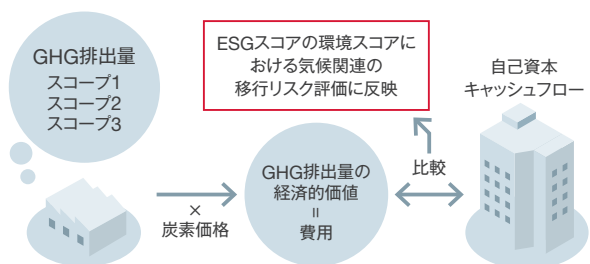 GHG排出量
スコープ1
スコープ2
スコープ3
ESGスコアの環境スコアに
おける気候関連の
移行リスク評価に反映
自己資本
キャッシュフロー
×
炭素価格
GHG排出量の
経済的価値
＝
費用
比較